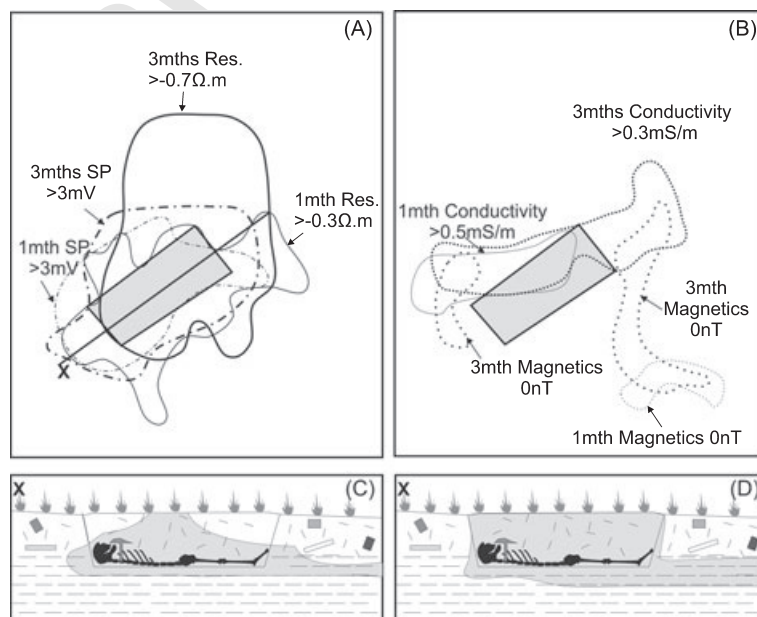 (A)
3mths Res.
>-0.7Ω.m
3mths SP
>3mV
1mth Res.
>-0.3Ω.m
1mth SP
>3mV
X
(B)
3mths Conductivity
>0.3mS/m
1mth Conductivity
>0.5mS/m
3mth
Magnetics
0nT
3mth Magnetics
0nT
1mth Magnetics 0nT
X
(C)
X
(D)